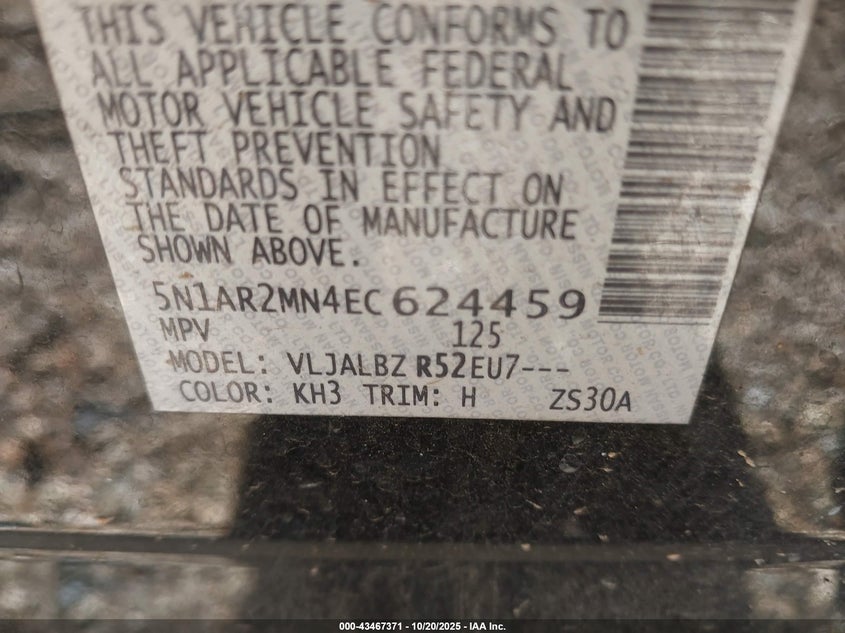 THIS VEHICLE CONFORMS TO
ALL APPLICABLE FEDERAL
MOTOR VEHICLE SAFETY AND
THEFT PREVENTION
STANDARDS IN EFFECT ON
THE DATE OF MANUFACTURE
SHOWN ABOVE.
5N1AR2MN4EC624459
MPV 125
MODEL: VLJALBZ R52EU7---
COLOR: KH3 TRIM: H ZS30A
000-43467371 - 10/20/2025 - IAA Inc.